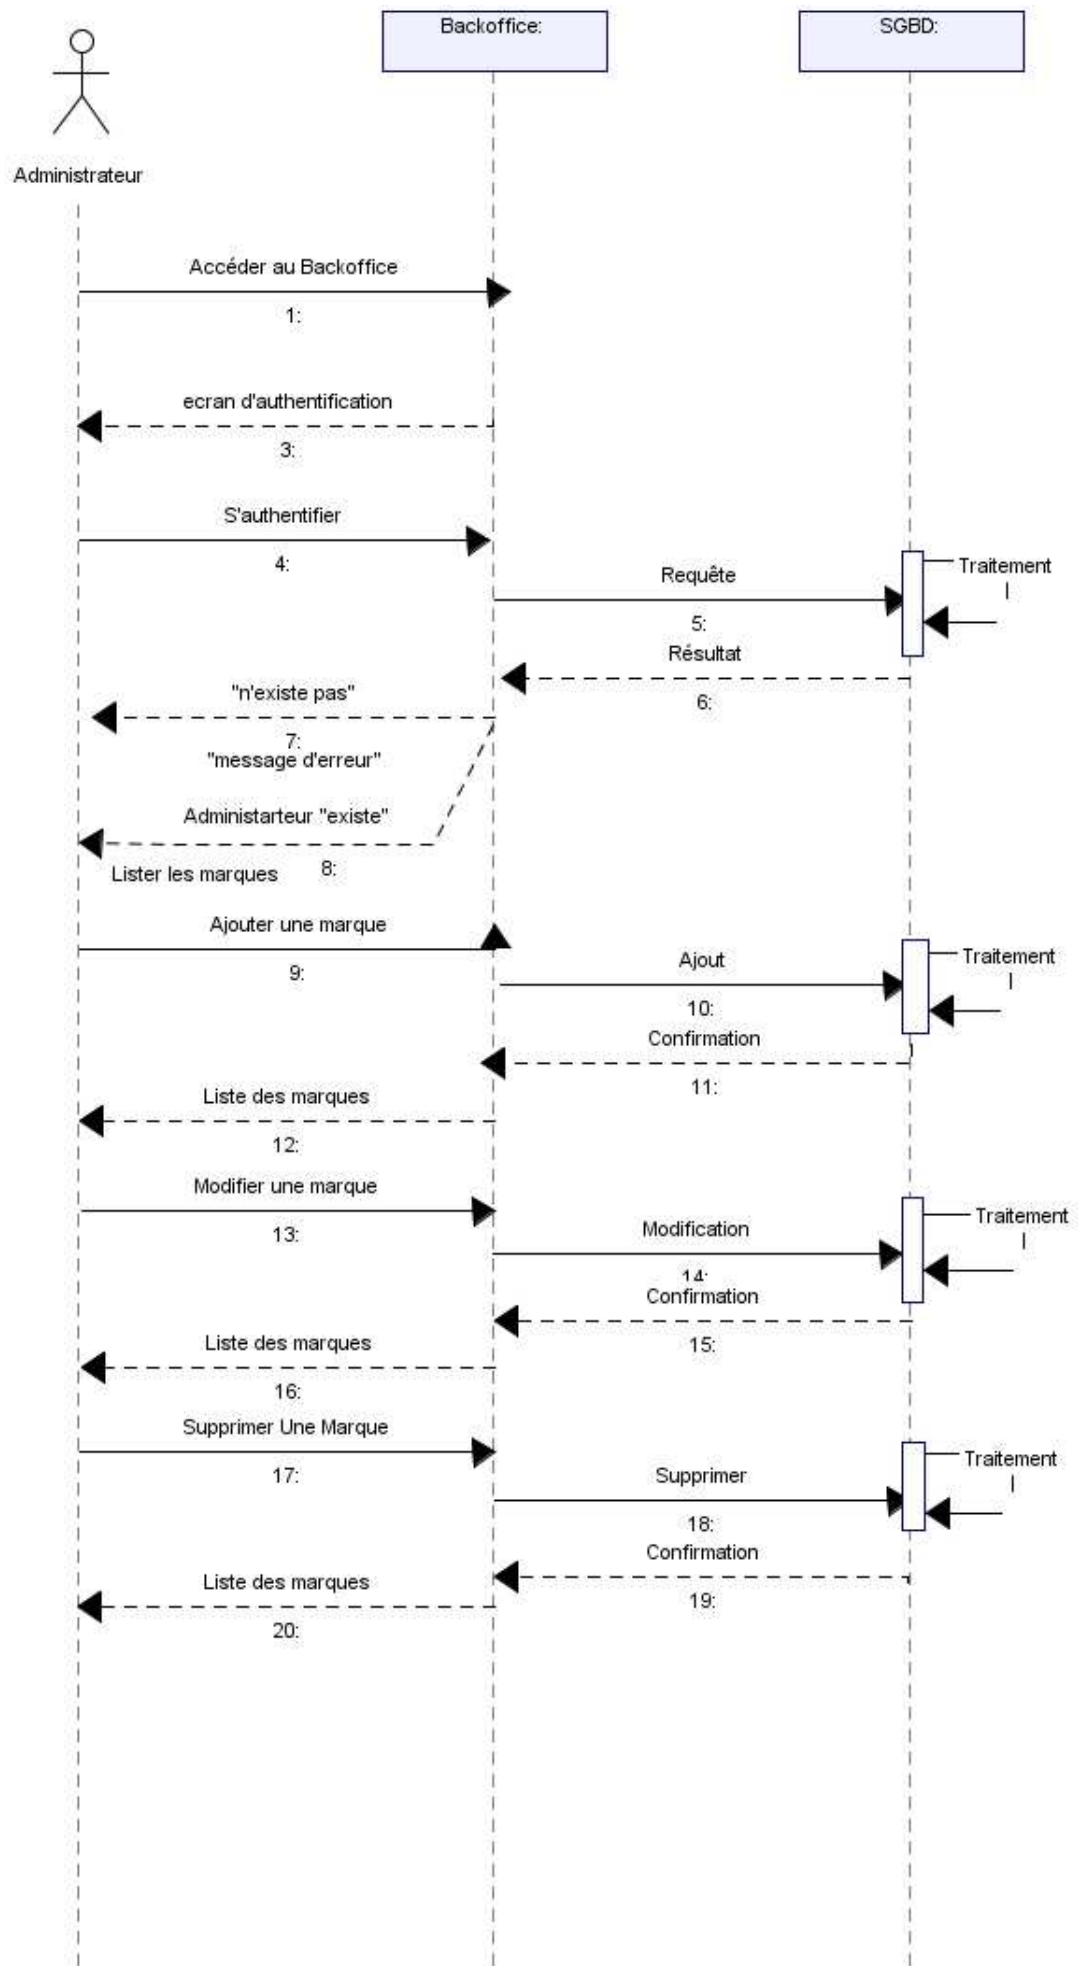 Backoffice:
SGBD:
Administrateur
Accéder au Backoffice
1:
ecran d'authentification
3:
S'authentifier
4:
Traitement
Requête
5:
Résultat
6:
"n'existe pas"
7:
"message d'erreur"
Administarteur "existe"
8:
Lister les marques
Ajouter une marque
9:
Traitement
Ajout
10:
Confirmation
11:
Liste des marques
12:
Modifier une marque
13:
Traitement
Modification
14:
Confirmation
15:
Liste des marques
16:
Supprimer Une Marque
17:
Traitement
Supprimer
18:
Confirmation
19:
Liste des marques
20: